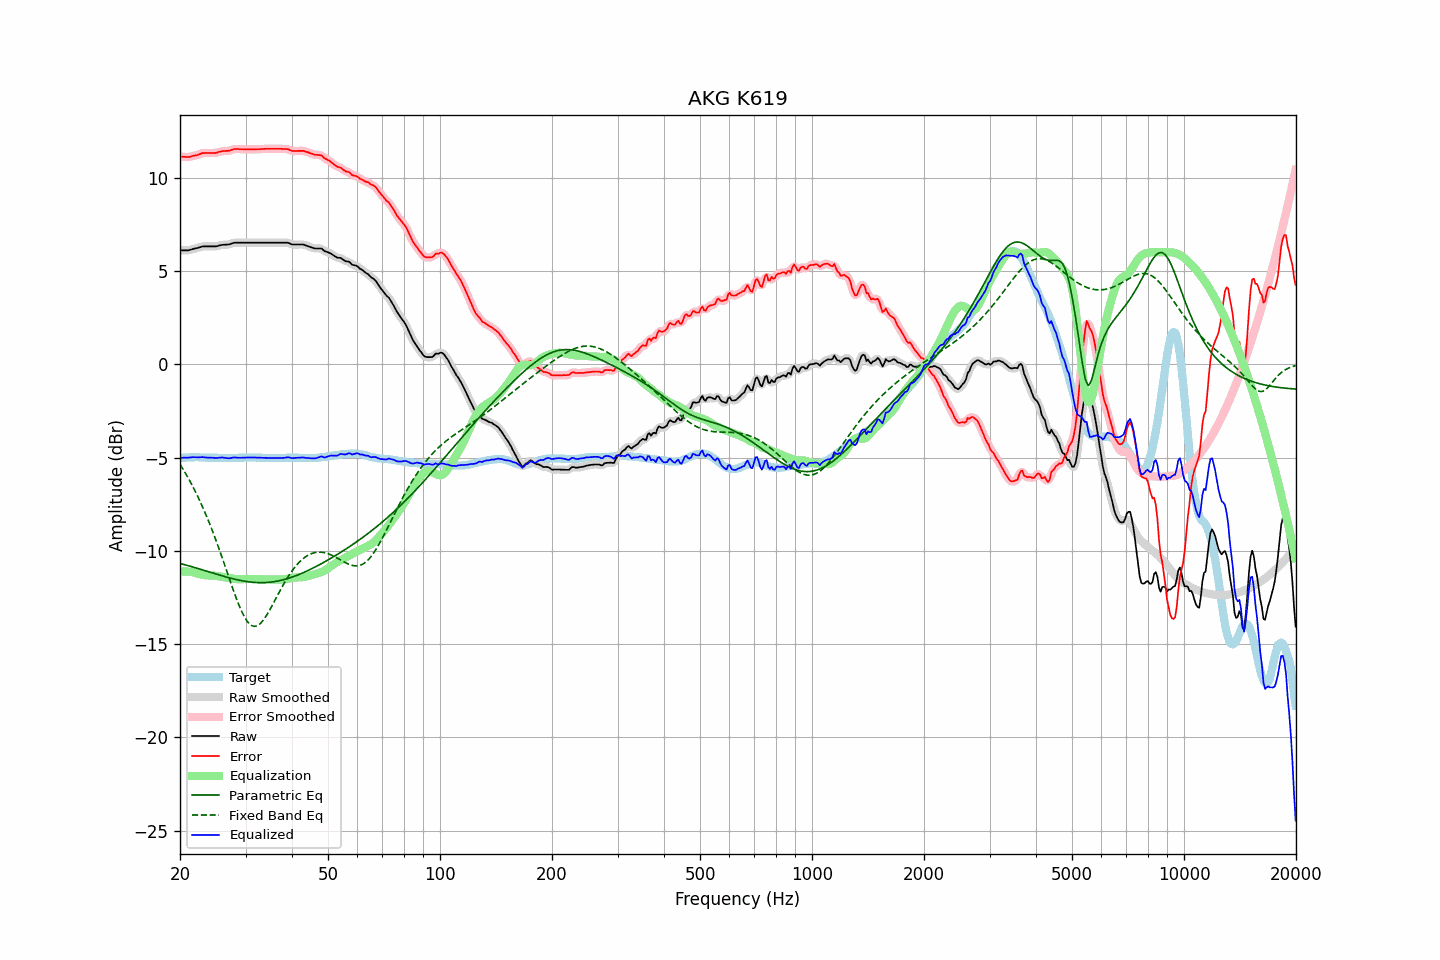 AKG K619
Amplitude (dBr)
10
5
0
−5
−10
−15
−20
−25
Target
Raw Smoothed
Error Smoothed
Raw
Error
Equalization
Parametric Eq
Fixed Band Eq
Equalized
20 50 100 200 500 1000 2000 5000 10000 20000
Frequency (Hz)